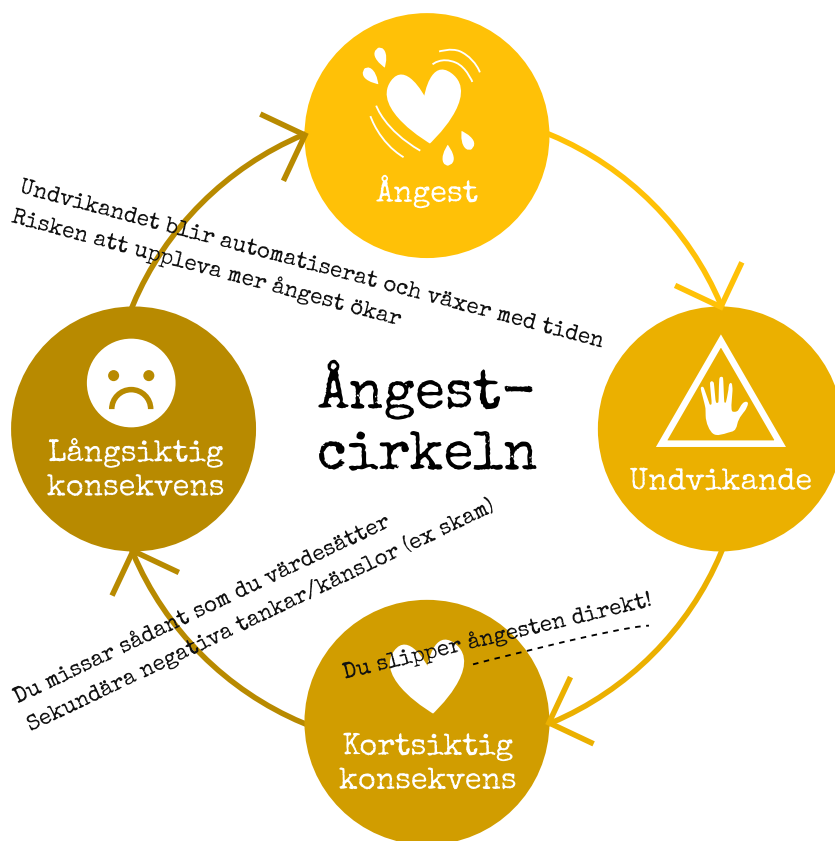 Ångest
Undvikandet blir automatiserat och växer med tiden
Risken att uppleva mer ångest ökar
Ångest-
cirkeln
Långsiktig
konsekvens
Undvikande
Du missar sådant som du värdesätter
Sekundära negativa tankar/känslor (ex skam)
Du slipper ångesten direkt!
Kortsiktig
konsekvens